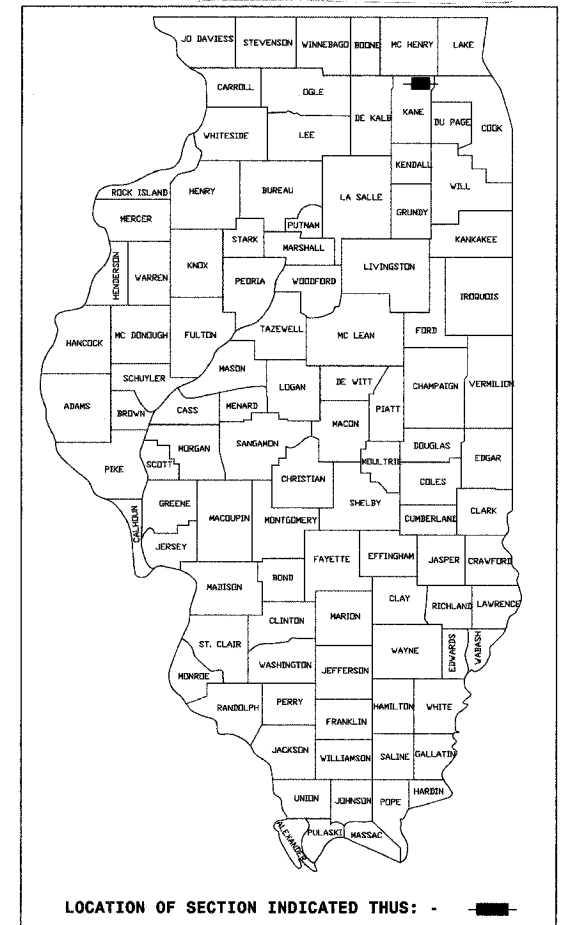 JO DAVIESS STEVENSON WINNEBAGO BOONE MC HENRY LAKE
CARROLL OGLE DE KALB KANE DU PAGE COOK
WHITESIDE LEE
KENDALL WILL
ROCK ISLAND HENRY BUREAU LA SALLE GRUNDY
MERCER PUTNAM
STARK MARSHALL KANKAKEE
HENDERSON WARREN KNOX PEORIA WOODFORD LIVINGSTON IROQUOIS
HANCOCK MC DONOUGH FULTON TAZEWELL MC LEAN FORD
SCHUYLER MASON LOGAN DE WITT CHAMPAIGN VERMILION
ADAMS BROWN CASS MENARD MACON PIATT
PIKE SCOTT MORGAN SANGAMON MOULTRIE DOUGLAS EDGAR
CHRISTIAN COLES
CALHOUN GREENE MACOUPIN MONTGOMERY SHELBY CUMBERLAND CLARK
JERSEY FAYETTE EFFINGHAM JASPER CRAWFORD
MADISON BOND CLAY
CLINTON MARION RICHLAND LAWRENCE
ST. CLAIR WAYNE EDWARDS WABASH
WASHINGTON JEFFERSON
MONROE
RANDOLPH PERRY HAMILTON WHITE
FRANKLIN
JACKSON WILLIAMSON SALINE GALLATIN
UNION JOHNSON POPE HARDIN
ALEXANDER PULASKI MASSAC
LOCATION OF SECTION INDICATED THUS: -